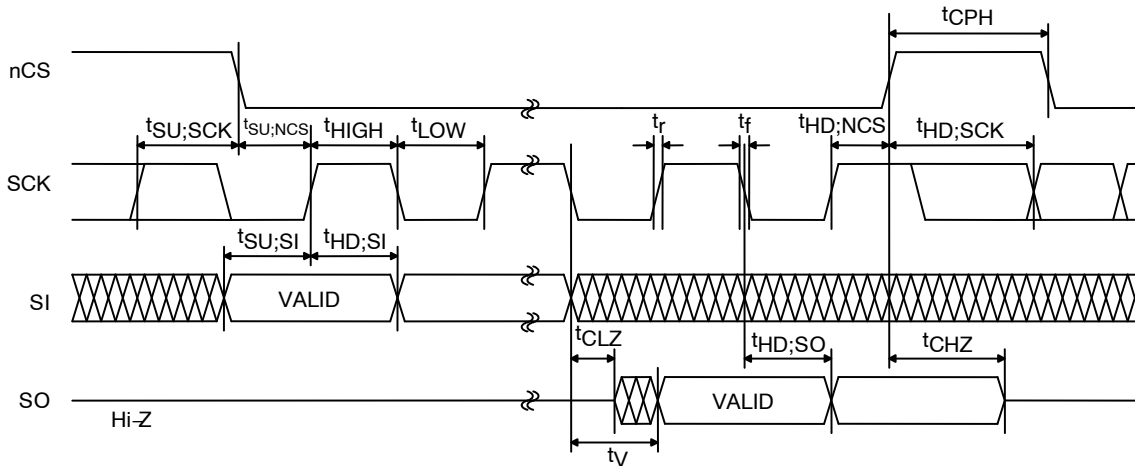 tCPH
nCS
tSU;SCK tSU;NCS tHIGH tLOW tr tf tHD;NCS tHD;SCK
SCK
tSU;SI tHD;SI
SI VALID
tCLZ tHD;SO tCHZ
SO VALID
Hi–Z
tV